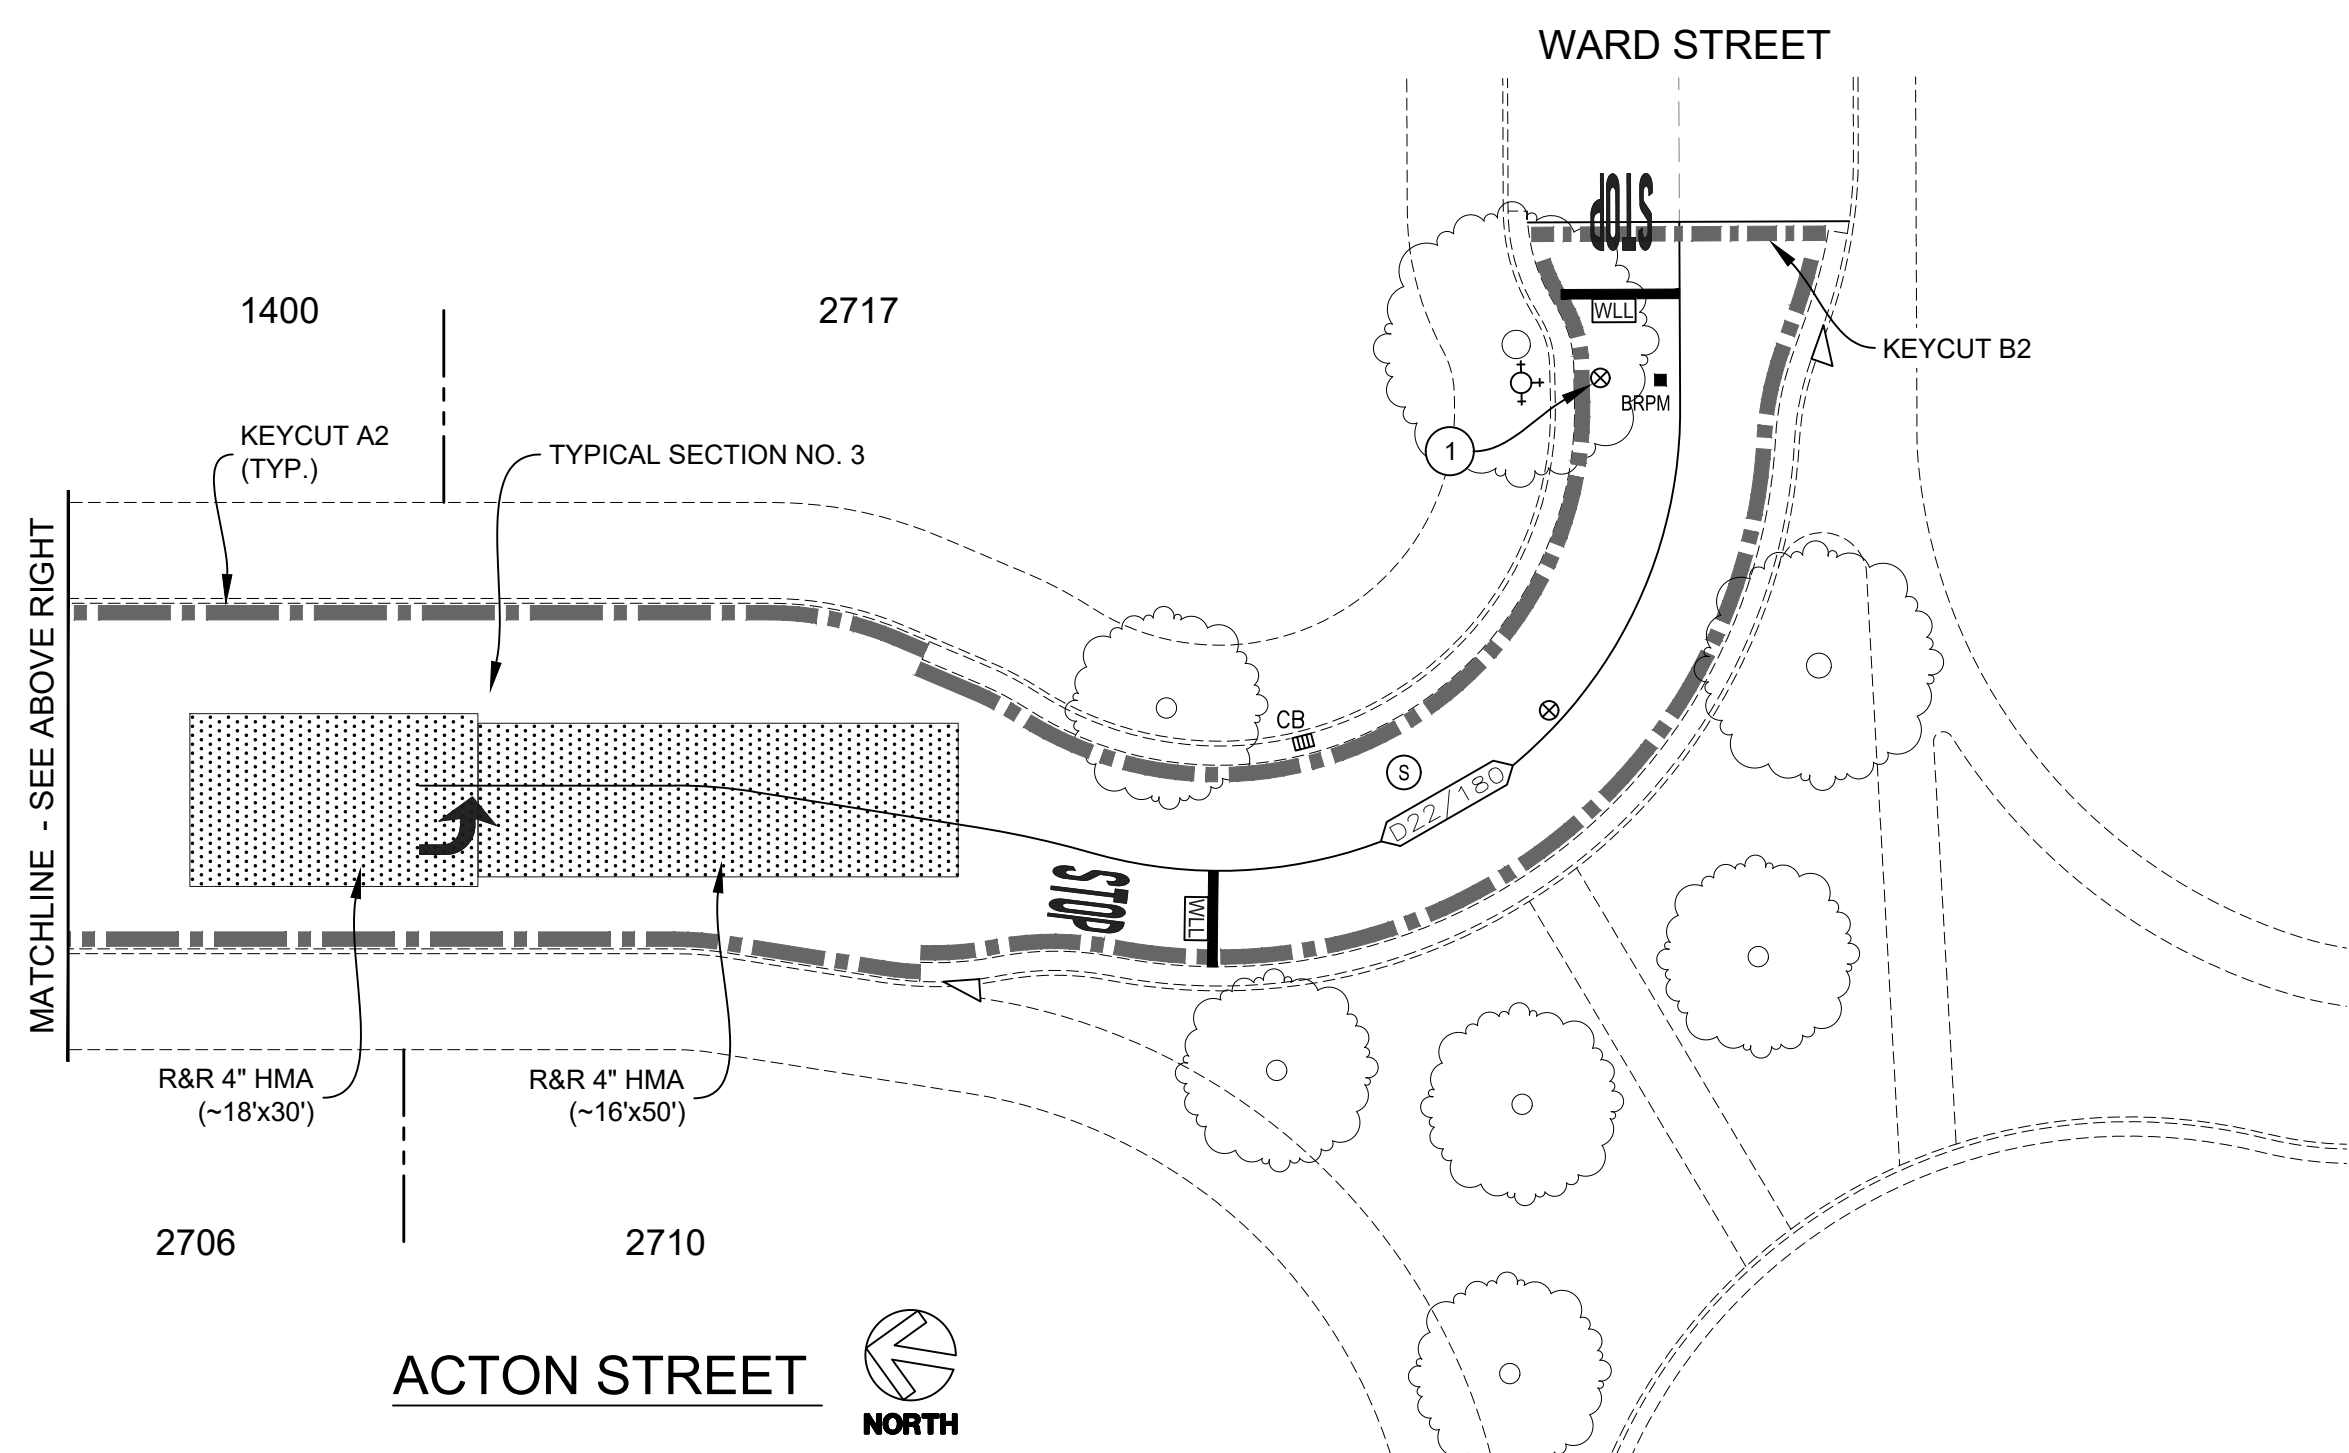 WARD STREET
STOP
WLL
1400
2717
KEYCUT B2
BRPM
KEYCUT A2
(TYP.)
TYPICAL SECTION NO. 3
1
MATCHLINE - SEE ABOVE RIGHT
CB
S
D22/180
STOP
WLL
R&R 4" HMA
(~18'x30')
R&R 4" HMA
(~16'x50')
2706
2710
ACTON STREET
NORTH